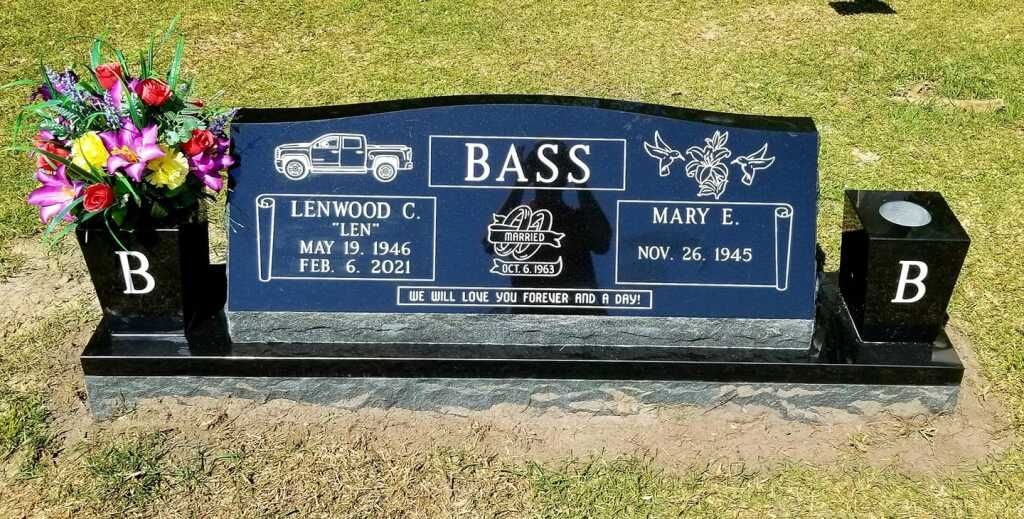 BASS
LENWOOD C.
"LEN"
MAY 19, 1946
FEB. 6, 2021
MARRIED
OCT. 6, 1963
MARY E.
NOV. 26, 1945
WE WILL LOVE YOU FOREVER AND A DAY!
B
B